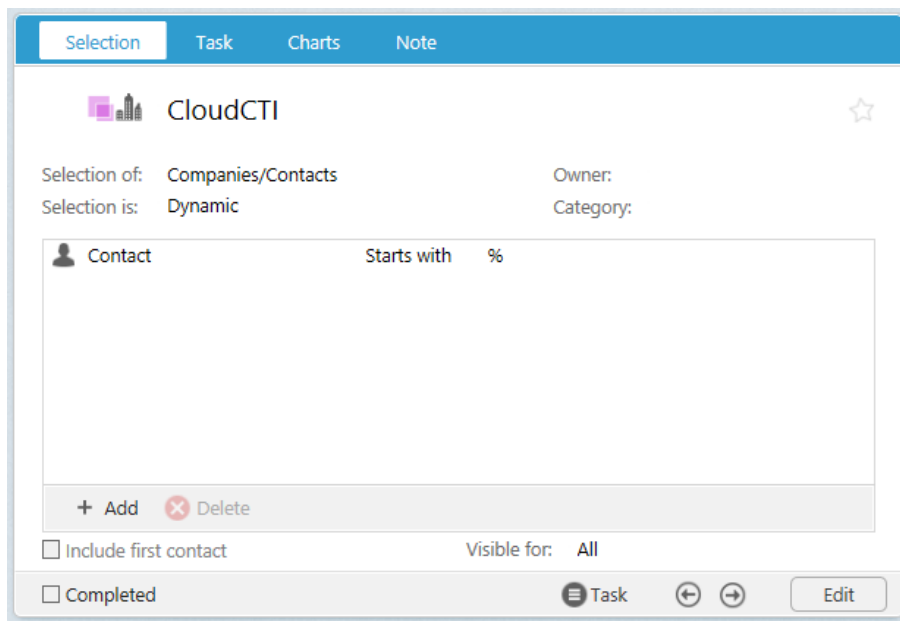 Selection Task Charts Note
CloudCTI
Selection of: Companies/Contacts Owner:
Selection is: Dynamic Category:
Contact Starts with %
+ Add Delete
Include first contact Visible for: All
Completed Task Edit